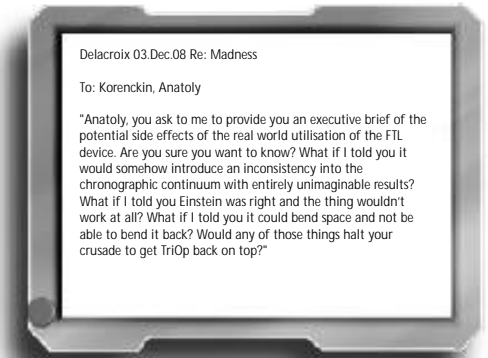 Delacroix 03.Dec.08 Re: Madness
To: Korenckin, Anatoly
"Anatoly, you ask to me to provide you an executive brief of the
potential side effects of the real world utilisation of the FTL
device. Are you sure you want to know? What if I told you it
would somehow introduce an inconsistency into the
chronographic continuum with entirely unimaginable results?
What if I told you Einstein was right and the thing wouldn't
work at all? What if I told you it could bend space and not be
able to bend it back? Would any of those things halt your
crusade to get TriOp back on top?"